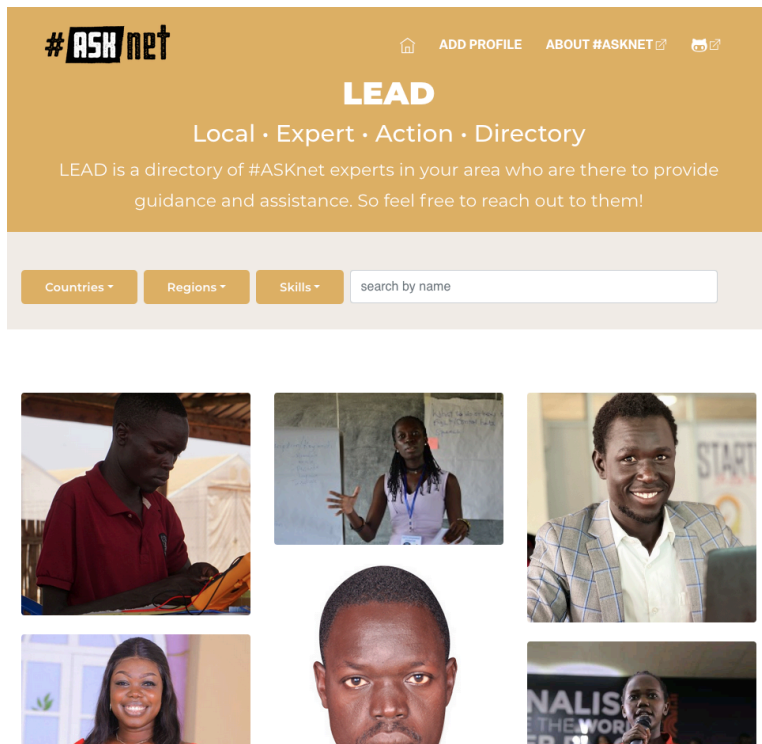 #ASKnet
ADD PROFILE
ABOUT #ASKNET
LEAD
Local • Expert • Action • Directory
LEAD is a directory of #ASKnet experts in your area who are there to provide
guidance and assistance. So feel free to reach out to them!
Countries
Regions
Skills
search by name
START
NALIS
E THE WOR